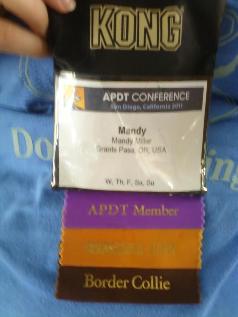 KONG
APDT CONFERENCE
San Diego, California 2011
Mandy
Mandy Miller
Grants Pass, OR, USA
W, Th, F, Sa, Su
APDT Member
Border Collie